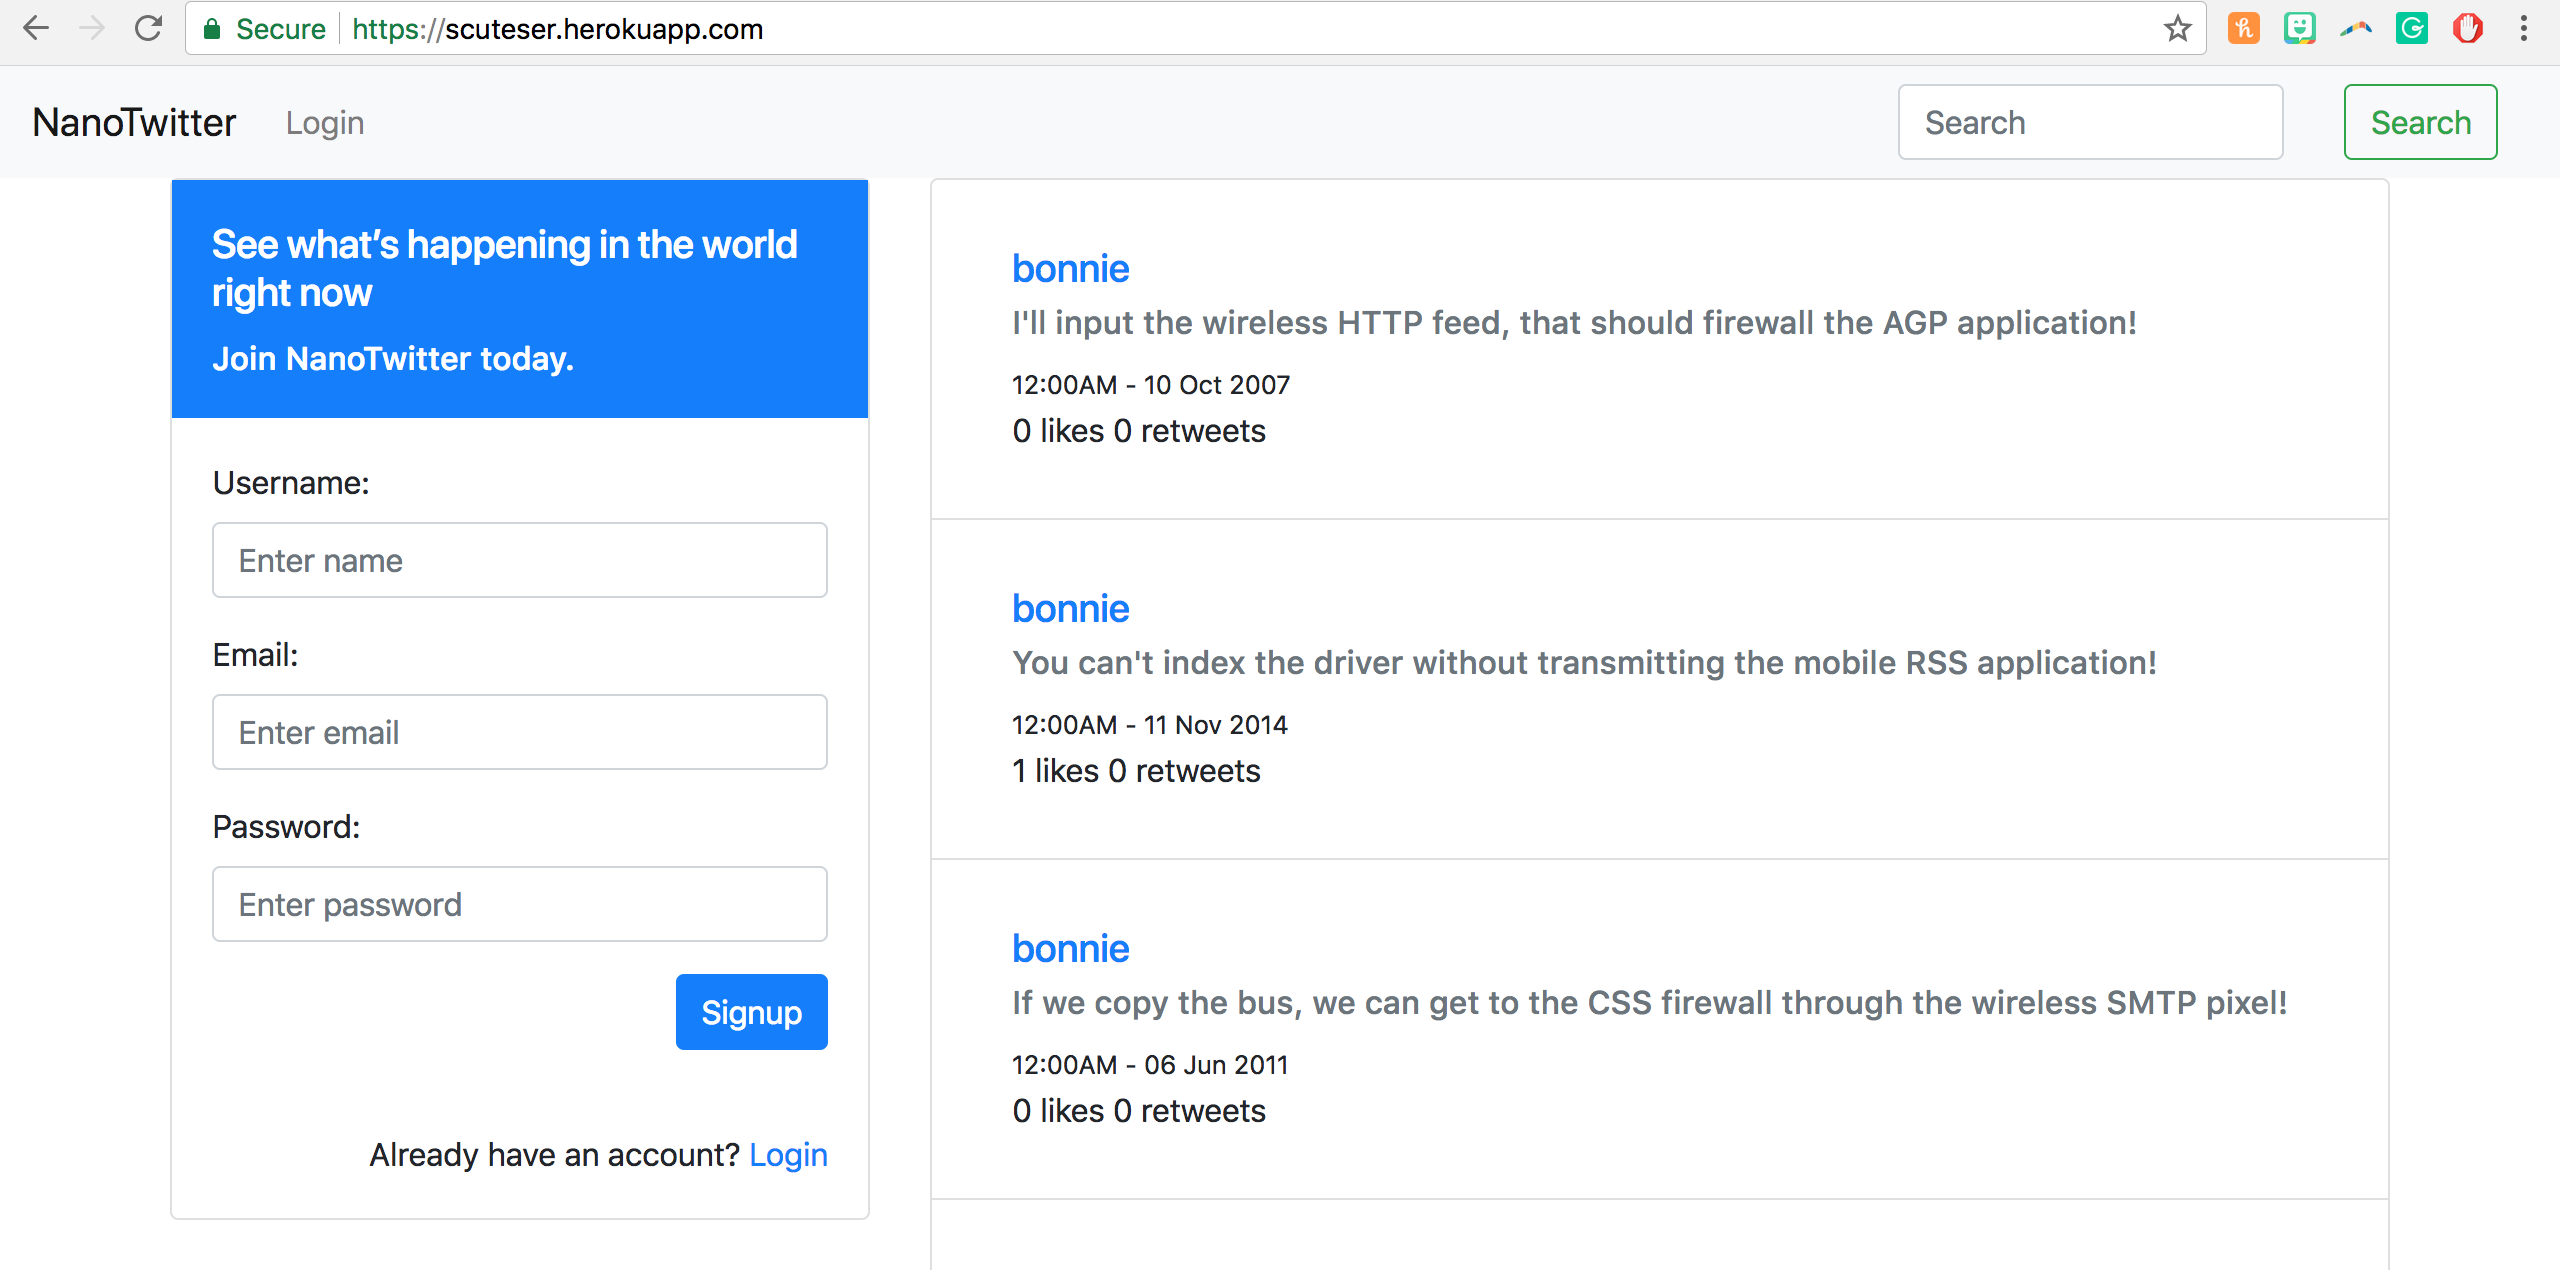 Secure https://scuteser.herokuapp.com
NanoTwitter Login Search Search
See what's happening in the world
right now
Join NanoTwitter today.
Username:
Enter name
Email:
Enter email
Password:
Enter password
Signup
Already have an account? Login
bonnie
I'll input the wireless HTTP feed, that should firewall the AGP application!
12:00AM - 10 Oct 2007
0 likes 0 retweets
bonnie
You can't index the driver without transmitting the mobile RSS application!
12:00AM - 11 Nov 2014
1 likes 0 retweets
bonnie
If we copy the bus, we can get to the CSS firewall through the wireless SMTP pixel!
12:00AM - 06 Jun 2011
0 likes 0 retweets